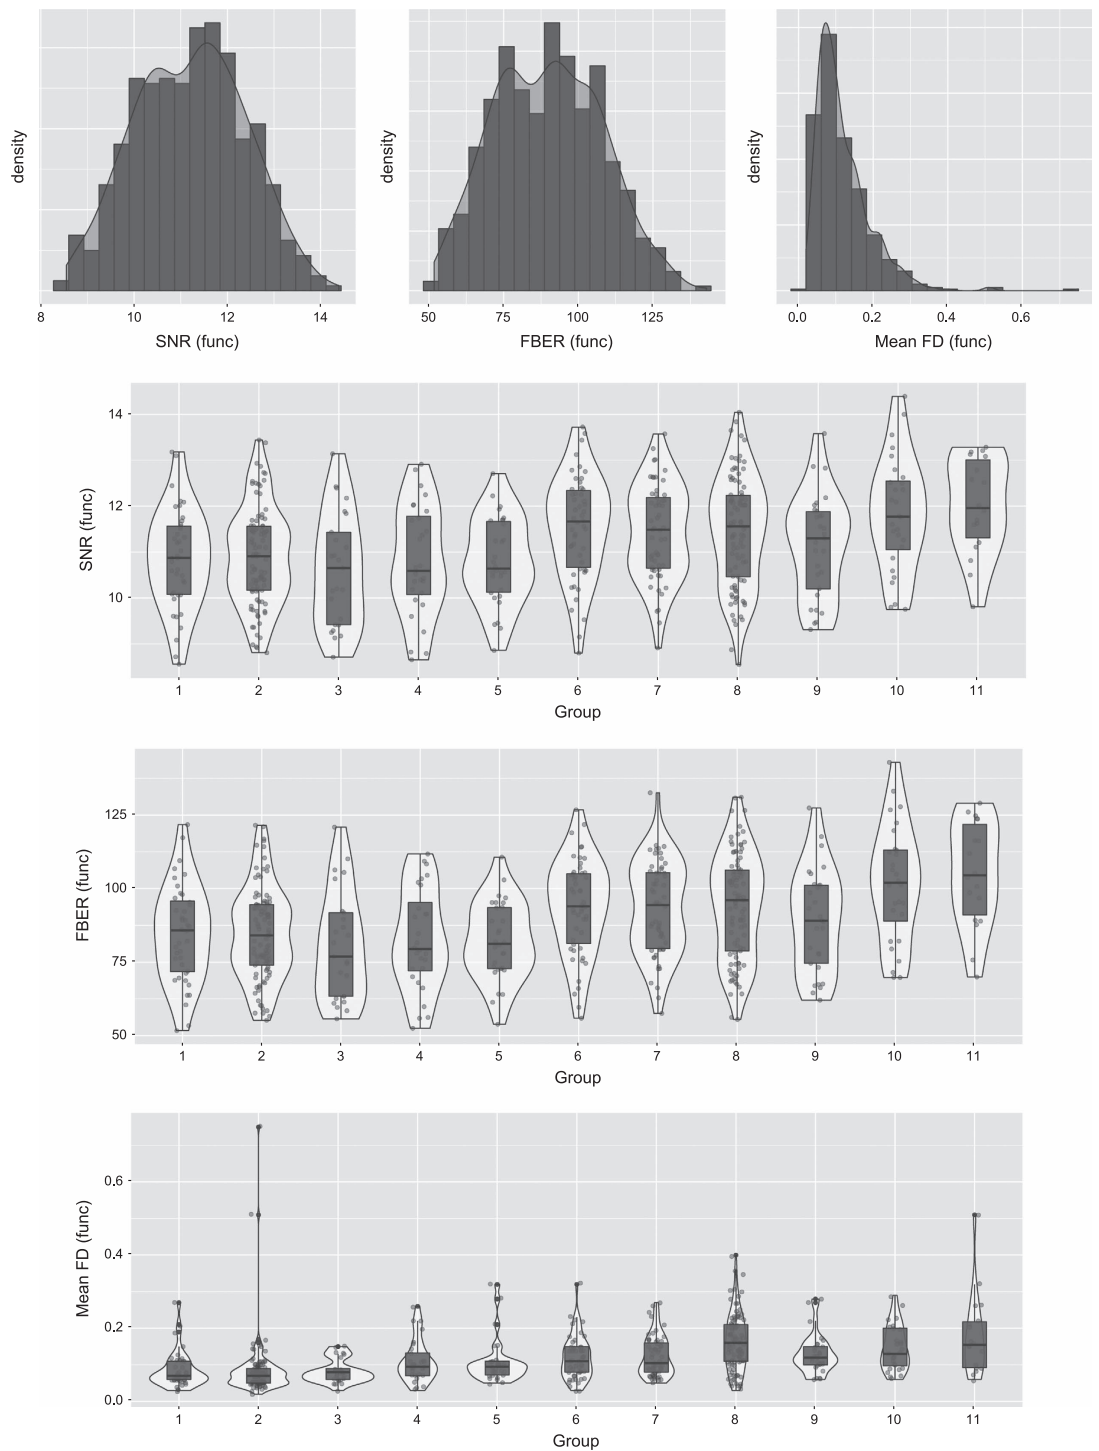 density
8 10 12 14
SNR (func)
density
50 75 100 125
FBER (func)
density
0.0 0.2 0.4 0.6
Mean FD (func)
SNR (func)
14
12
10
1 2 3 4 5 6 7 8 9 10 11
Group
FBER (func)
125
100
75
50
1 2 3 4 5 6 7 8 9 10 11
Group
Mean FD (func)
0.6
0.4
0.2
0.0
1 2 3 4 5 6 7 8 9 10 11
Group